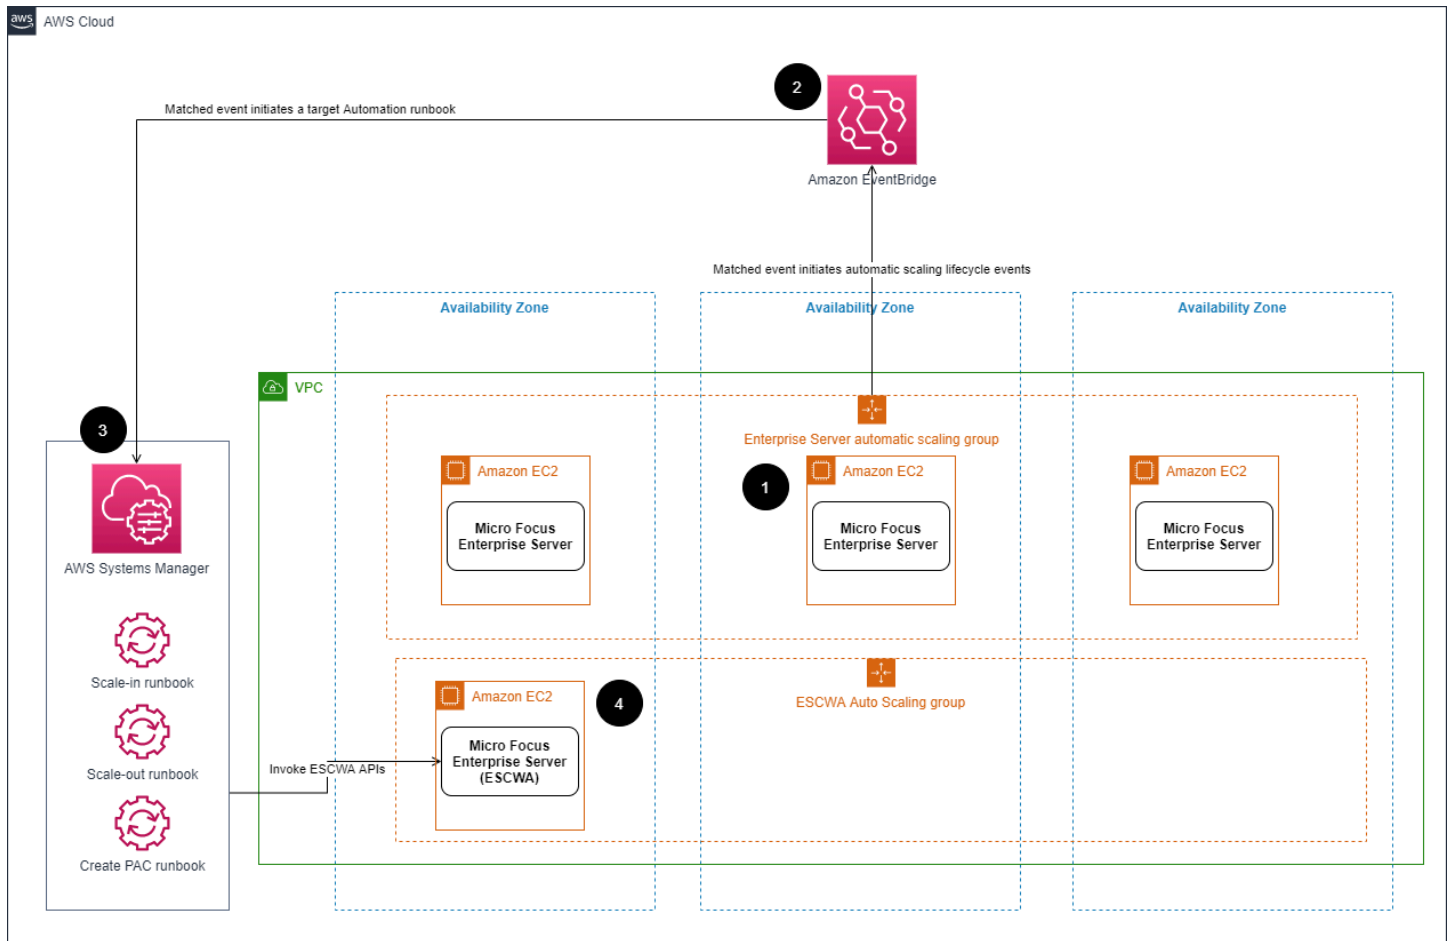 aws
AWS Cloud
2
Matched event initiates a target Automation runbook
Amazon EventBridge
Matched event initiates automatic scaling lifecycle events
Availability Zone
Availability Zone
Availability Zone
VPC
3
Enterprise Server automatic scaling group
Amazon EC2
1
Amazon EC2
Amazon EC2
Micro Focus
Enterprise Server
Micro Focus
Enterprise Server
Micro Focus
Enterprise Server
AWS Systems Manager
Scale-in runbook
Scale-out runbook
Create PAC runbook
ESCWA Auto Scaling group
Amazon EC2
4
Micro Focus
Enterprise Server
(ESCWA)
Invoke ESCWA APIs